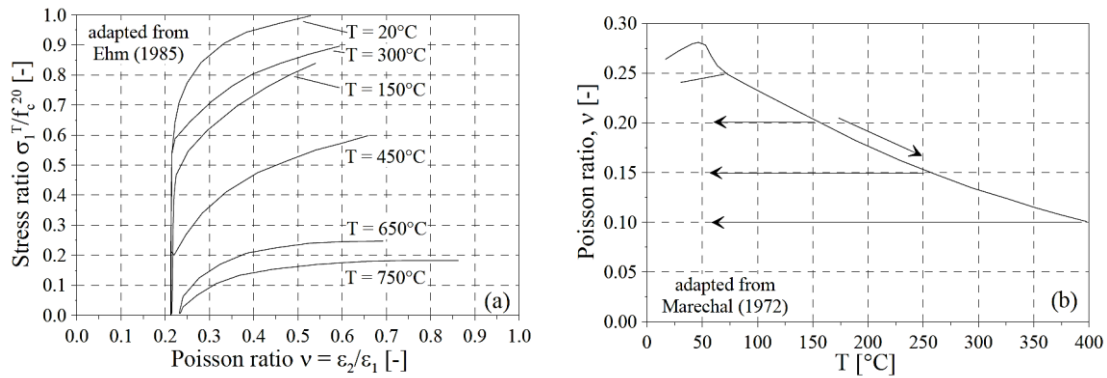 adapted from
Ehm (1985)
T = 20°C
T = 300°C
T = 150°C
T = 450°C
T = 650°C
T = 750°C
(a)
1.0
0.9
0.8
0.7
0.6
0.5
0.4
0.3
0.2
0.1
0.0
Stress ratio σ₁ᵀ/f_c²⁰ [-]
0.0 0.1 0.2 0.3 0.4 0.5 0.6 0.7 0.8 0.9 1.0
Poisson ratio ν = ε₂/ε₁ [-]
0.30
0.25
0.20
0.15
0.10
0.05
0.00
Poisson ratio, ν [-]
adapted from
Marechal (1972)
(b)
0 50 100 150 200 250 300 350 400
T [°C]